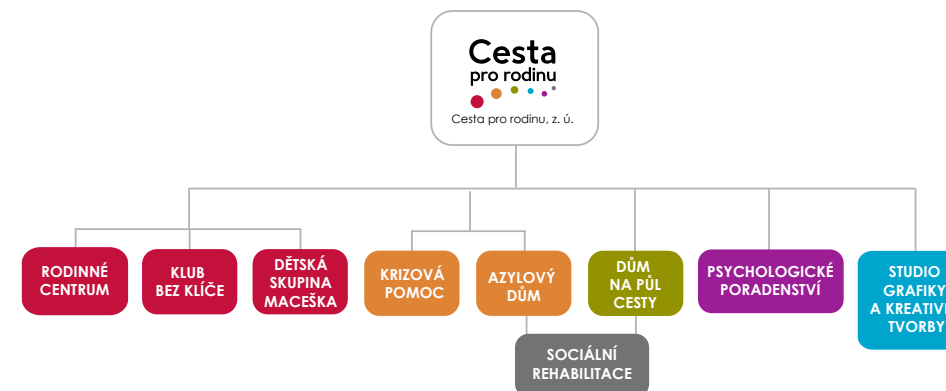 Cesta
pro rodinu
Cesta pro rodinu, z. ú.
RODINNÉ
CENTRUM
KLUB
BEZ KLÍČE
DĚTSKÁ
SKUPINA
MACEŠKA
KRIZOVÁ
POMOC
AZYLOVÝ
DŮM
DŮM
NA PŮL
CESTY
PSYCHOLOGICKÉ
PORADENSTVÍ
STUDIO
GRAFIKY
A KREATIV
TVORBY
SOCIÁLNÍ
REHABILITACE